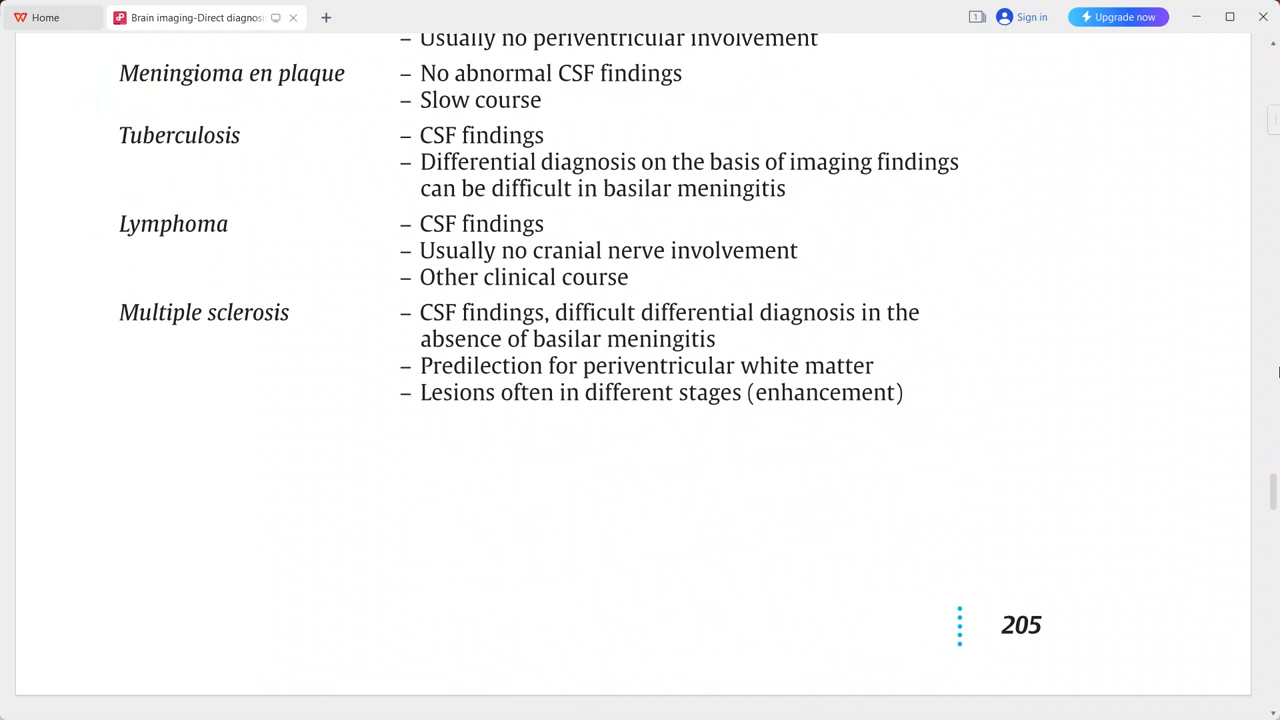 Home
Brain imaging-Direct diagnosi
1
Sign in
Upgrade now
– Usually no periventricular involvement
Meningioma en plaque – No abnormal CSF findings
– Slow course
Tuberculosis – CSF findings
– Differential diagnosis on the basis of imaging findings
can be difficult in basilar meningitis
Lymphoma – CSF findings
– Usually no cranial nerve involvement
– Other clinical course
Multiple sclerosis – CSF findings, difficult differential diagnosis in the
absence of basilar meningitis
– Predilection for periventricular white matter
– Lesions often in different stages (enhancement)
205